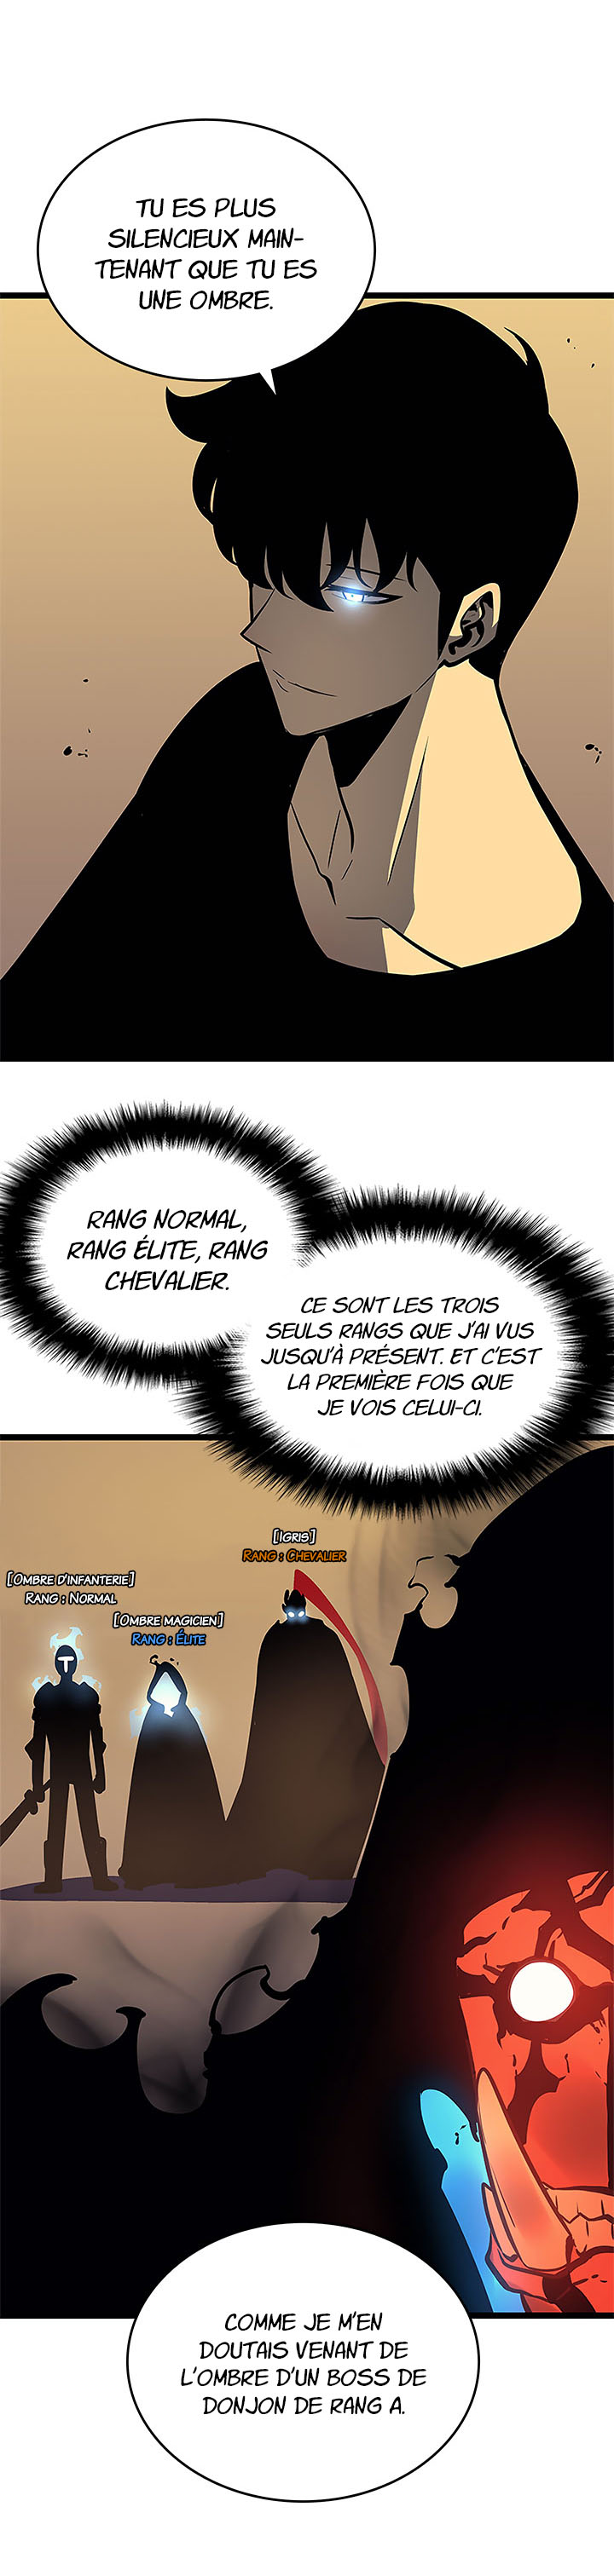 TU ES PLUS
SILENCIEUX MAIN-
TENANT QUE TU ES
UNE OMBRE.
RANG NORMAL,
RANG ÉLITE, RANG
CHEVALIER.
CE SONT LES TROIS
SEULS RANGS QUE J'AI VUS
JUSQU'À PRÉSENT. ET C'EST
LA PREMIÈRE FOIS QUE
JE VOIS CELUI-CI.
[IGRIS]
RANG : CHEVALIER
[OMBRE D'INFANTERIE]
RANG : NORMAL
[OMBRE MAGICIEN]
RANG : ÉLITE
COMME JE M'EN
DOUTAIS VENANT DE
L'OMBRE D'UN BOSS DE
DONJON DE RANG A.